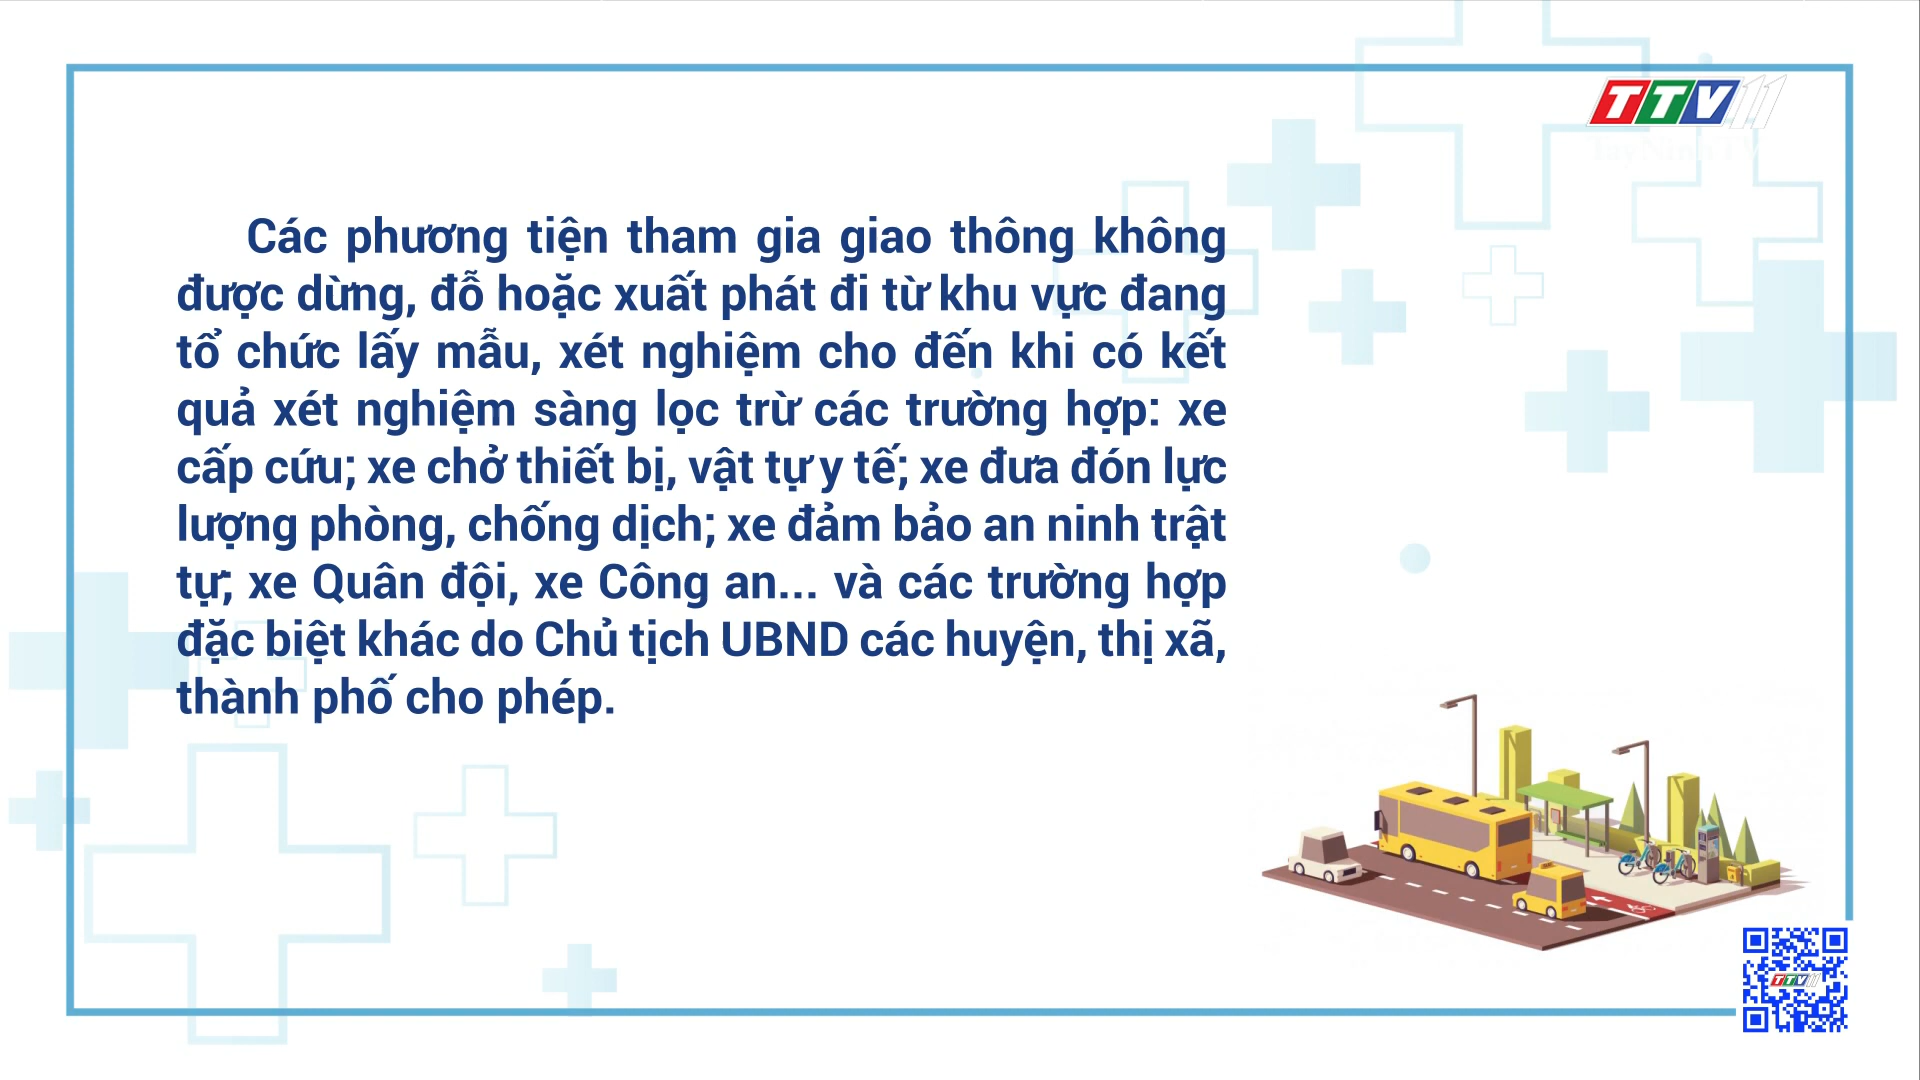 TTV11
TayNinhTV
Các phương tiện tham gia giao thông không
được dừng, đỗ hoặc xuất phát đi từ khu vực đang
tổ chức lấy mẫu, xét nghiệm cho đến khi có kết
quả xét nghiệm sàng lọc trừ các trường hợp: xe
cấp cứu; xe chở thiết bị, vật tự y tế; xe đưa đón lực
lượng phòng, chống dịch; xe đảm bảo an ninh trật
tự; xe Quân đội, xe Công an... và các trường hợp
đặc biệt khác do Chủ tịch UBND các huyện, thị xã,
thành phố cho phép.
TTV11